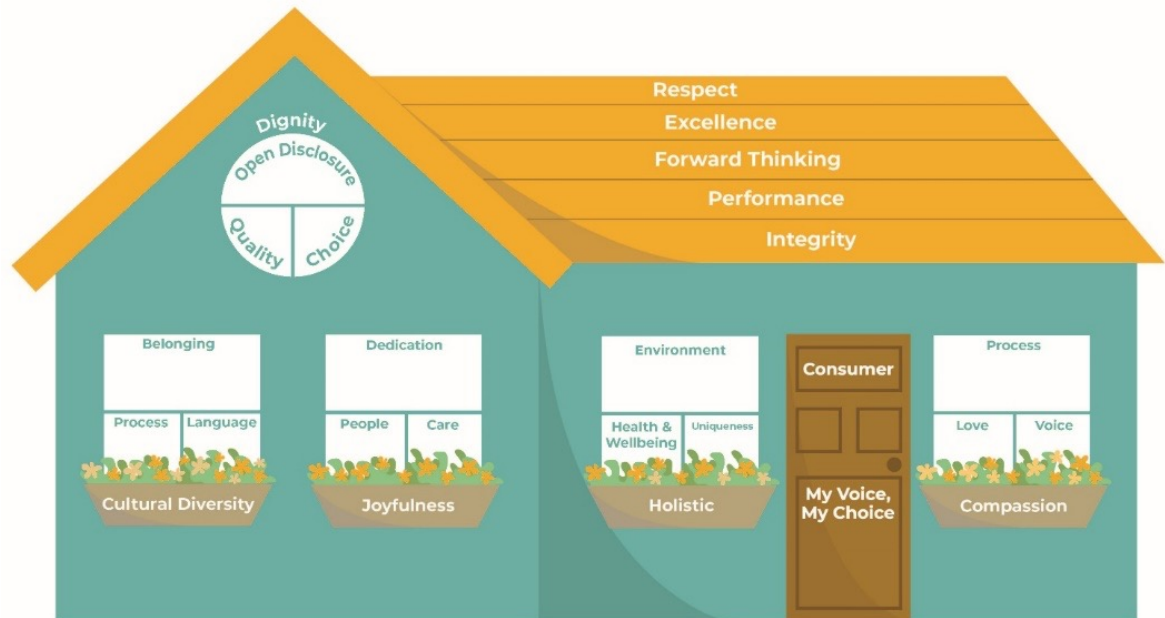 Respect
Excellence
Forward Thinking
Performance
Integrity
Dignity
Open Disclosure
Quality
Choice
Belonging
Process
Language
Cultural Diversity
Dedication
People
Care
Joyfulness
Environment
Health &
Wellbeing
Uniqueness
Holistic
Consumer
My Voice,
My Choice
Process
Love
Voice
Compassion